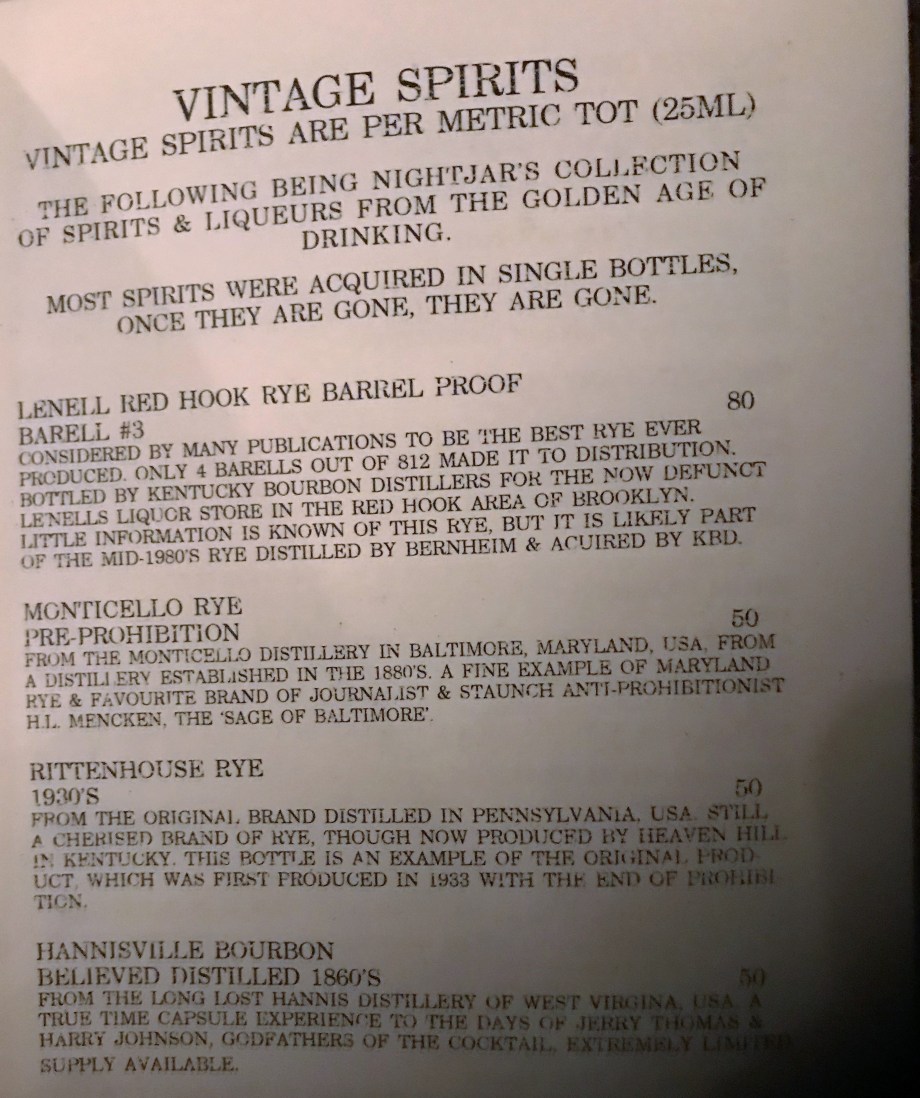 VINTAGE SPIRITS
VINTAGE SPIRITS ARE PER METRIC TOT (25ML)
THE FOLLOWING BEING NIGHTJAR'S COLLECTION
OF SPIRITS & LIQUEURS FROM THE GOLDEN AGE OF
DRINKING.
MOST SPIRITS WERE ACQUIRED IN SINGLE BOTTLES,
ONCE THEY ARE GONE, THEY ARE GONE.
LENELL RED HOOK RYE BARREL PROOF
BARELL #3 80
CONSIDERED BY MANY PUBLICATIONS TO BE THE BEST RYE EVER
PRODUCED. ONLY 4 BARELLS OUT OF 812 MADE IT TO DISTRIBUTION.
BOTTLED BY KENTUCKY BOURBON DISTILLERS FOR THE NOW DEFUNCT
LE'NELLS LIQUOR STORE IN THE RED HOOK AREA OF BROOKLYN.
LITTLE INFORMATION IS KNOWN OF THIS RYE, BUT IT IS LIKELY PART
OF THE MID-1980'S RYE DISTILLED BY BERNHEIM & ACUIRED BY KBD.
MONTICELLO RYE
PRE-PROHIBITION 50
FROM THE MONTICELLO DISTILLERY IN BALTIMORE, MARYLAND, USA, FROM
A DISTILLERY ESTABLISHED IN THE 1880'S. A FINE EXAMPLE OF MARYLAND
RYE & FAVOURITE BRAND OF JOURNALIST & STAUNCH ANTI-PROHIBITIONIST
H.L. MENCKEN, THE 'SAGE OF BALTIMORE'.
RITTENHOUSE RYE
1930'S 50
FROM THE ORIGINAL BRAND DISTILLED IN PENNSYLVANIA, USA. STILL
A CHERISED BRAND OF RYE, THOUGH NOW PRODUCED BY HEAVEN HILL
IN KENTUCKY. THIS BOTTLE IS AN EXAMPLE OF THE ORIGINAL PROD-
UCT, WHICH WAS FIRST PRODUCED IN 1933 WITH THE END OF PROHIBI-
TION.
HANNISVILLE BOURBON
BELIEVED DISTILLED 1860'S 50
FROM THE LONG LOST HANNIS DISTILLERY OF WEST VIRGINA, USA. A
TRUE TIME CAPSULE EXPERIENCE TO THE DAYS OF JERRY THOMAS &
HARRY JOHNSON, GODFATHERS OF THE COCKTAIL. EXTREMELY LIMITED
SUPPLY AVAILABLE.